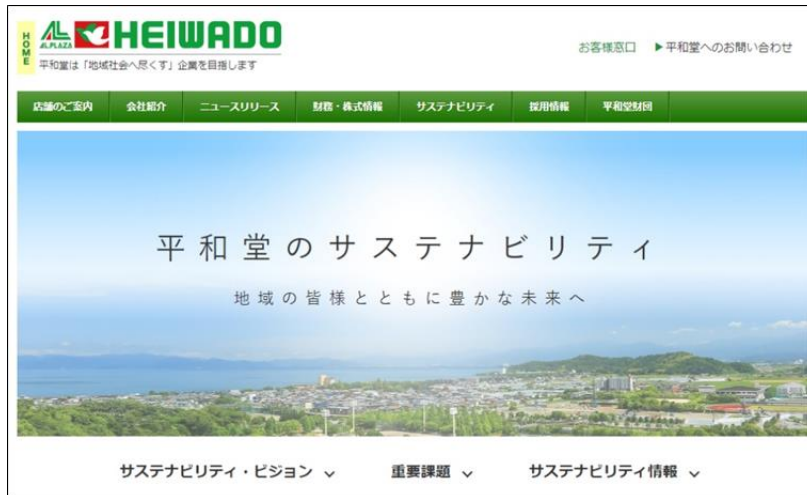 HOME
AL.PLAZA HEIWADO
平和堂は「地域社会へ尽くす」企業を目指します
お客様窓口 ▶平和堂へのお問い合わせ
店舗のご案内 会社紹介 ニュースリリース 財務・株式情報 サステナビリティ 採用情報 平和堂財団
平和堂のサステナビリティ
地域の皆様とともに豊かな未来へ
サステナビリティ・ビジョン 重要課題 サステナビリティ情報